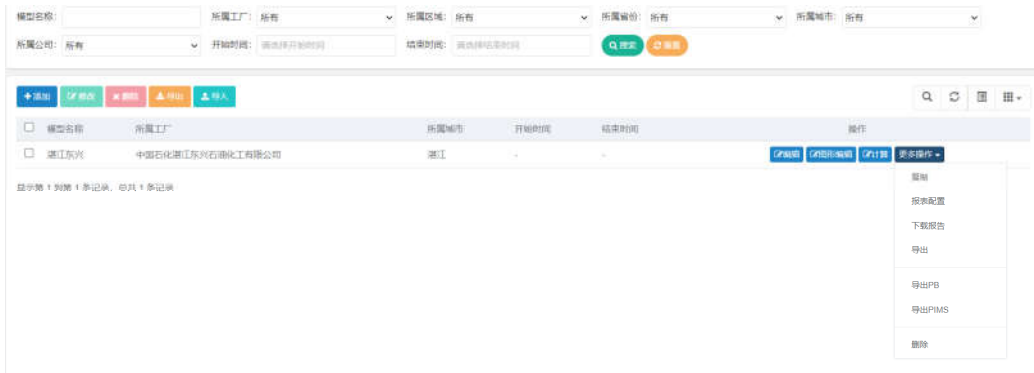 模型名称: 所属工厂: 所有 所属区域: 所有 所属省份: 所有 所属城市: 所有
所属公司: 所有 开始时间: 请选择开始时间 结束时间: 请选择结束时间 搜索 重置
添加 修改 删除 导出 导入
模型名称 所属工厂 所属城市 开始时间 结束时间 操作
湛江东兴 中国石化湛江东兴石油化工有限公司 湛江 - - 编辑 图形编辑 计算 更多操作
显示第 1 到第 1 条记录,总共 1 条记录
复制
报表配置
下载报告
导出
导出PB
导出PIMS
删除